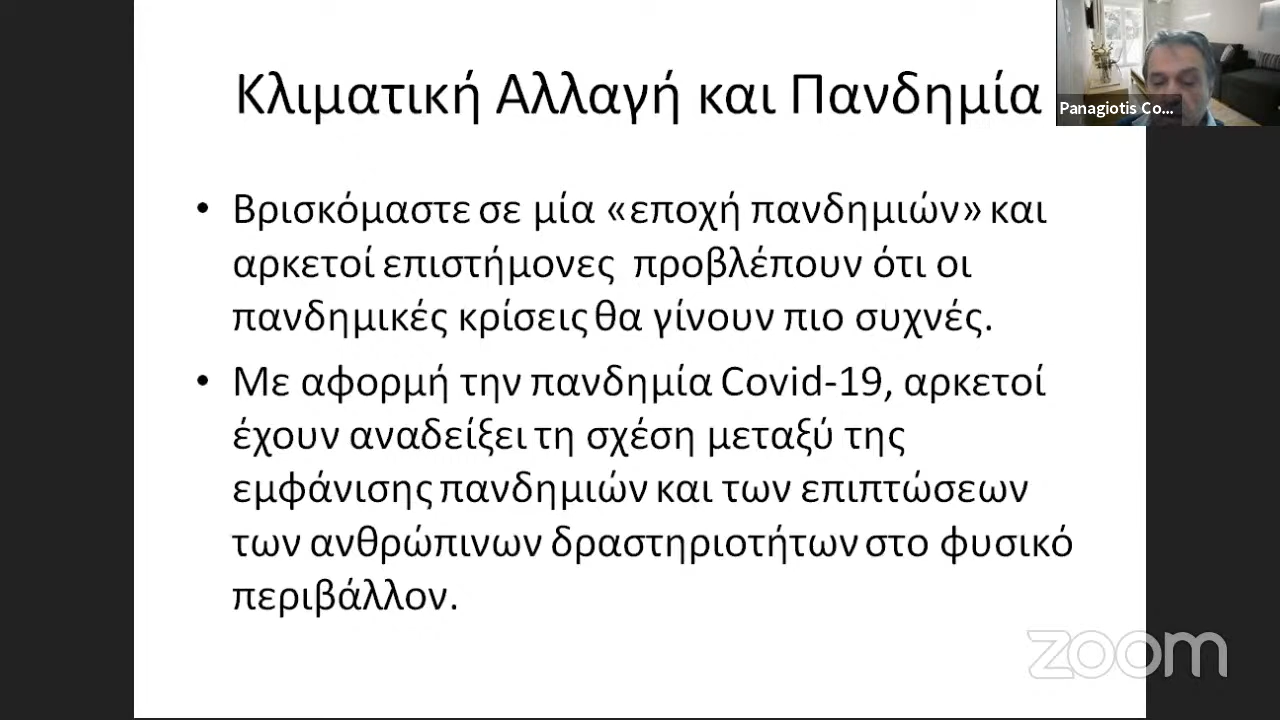 Κλιματική Αλλαγή και Πανδημία
Panagiotis Co...
• Βρισκόμαστε σε μία «εποχή πανδημιών» και
αρκετοί επιστήμονες προβλέπουν ότι οι
πανδημικές κρίσεις θα γίνουν πιο συχνές.
• Με αφορμή την πανδημία Covid-19, αρκετοί
έχουν αναδείξει τη σχέση μεταξύ της
εμφάνισης πανδημιών και των επιπτώσεων
των ανθρώπινων δραστηριοτήτων στο φυσικό
περιβάλλον.
zoom